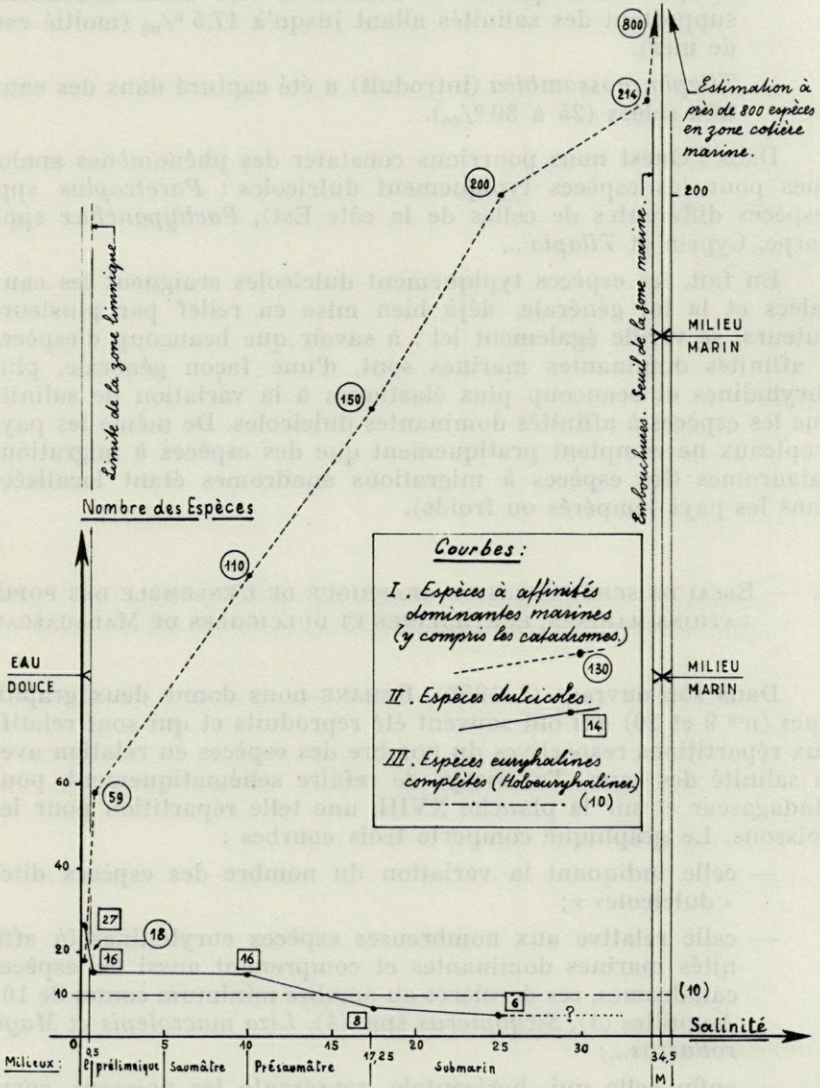 800
214
Estimation à
près de 800 espèces
en zone cotière
marine.
200
200
Limite de la zone limnique.
Embouchures. Seuil de la zone marine.
MILIEU
MARIN
150
Nombre des Espèces
110
Courbes :
I . Espèces à affinités
dominantes marines
(y compris les catadromes.)
130
II . Espèces dulcicoles.
14
III . Espèces euryhalines
complètes (Holoeuryhalines)
(10)
EAU
DOUCE
MILIEU
MARIN
60
59
40
27
18
20
16
16
10
8
6
?
(10)
Salinité
0
0,5
5
10
15
17,25
20
25
30
34,5
Milieux :
prélimnique
Saumâtre
Présaumâtre
Submarin
M